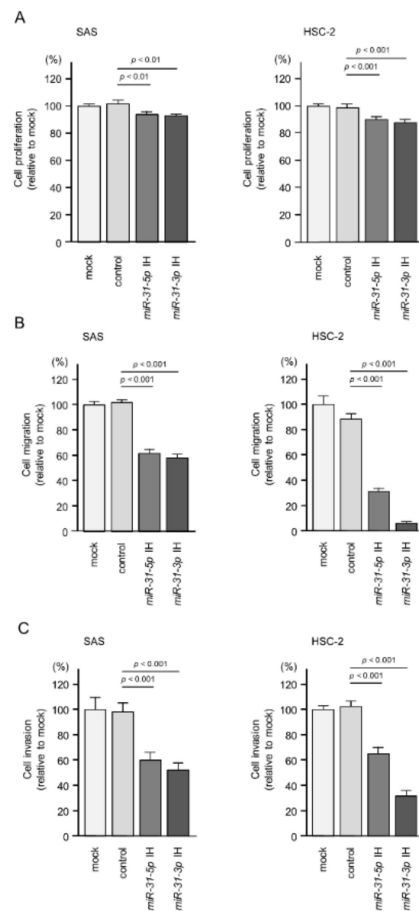 A
SAS
HSC-2
(%)
p < 0.01
p < 0.01
120
100
80
60
40
20
0
Cell proliferation
(relative to mock)
mock
control
miR-31-5p IH
miR-31-3p IH
(%)
p < 0.001
p < 0.001
120
100
80
60
40
20
0
Cell proliferation
(relative to mock)
mock
control
miR-31-5p IH
miR-31-3p IH
B
SAS
HSC-2
(%)
p < 0.001
p < 0.001
120
100
80
60
40
20
0
Cell migration
(relative to mock)
mock
control
miR-31-5p IH
miR-31-3p IH
(%)
p < 0.001
p < 0.001
120
100
80
60
40
20
0
Cell migration
(relative to mock)
mock
control
miR-31-5p IH
miR-31-3p IH
C
SAS
HSC-2
(%)
p < 0.001
p < 0.001
120
100
80
60
40
20
0
Cell invasion
(relative to mock)
mock
control
miR-31-5p IH
miR-31-3p IH
(%)
p < 0.001
p < 0.001
120
100
80
60
40
20
0
Cell invasion
(relative to mock)
mock
control
miR-31-5p IH
miR-31-3p IH